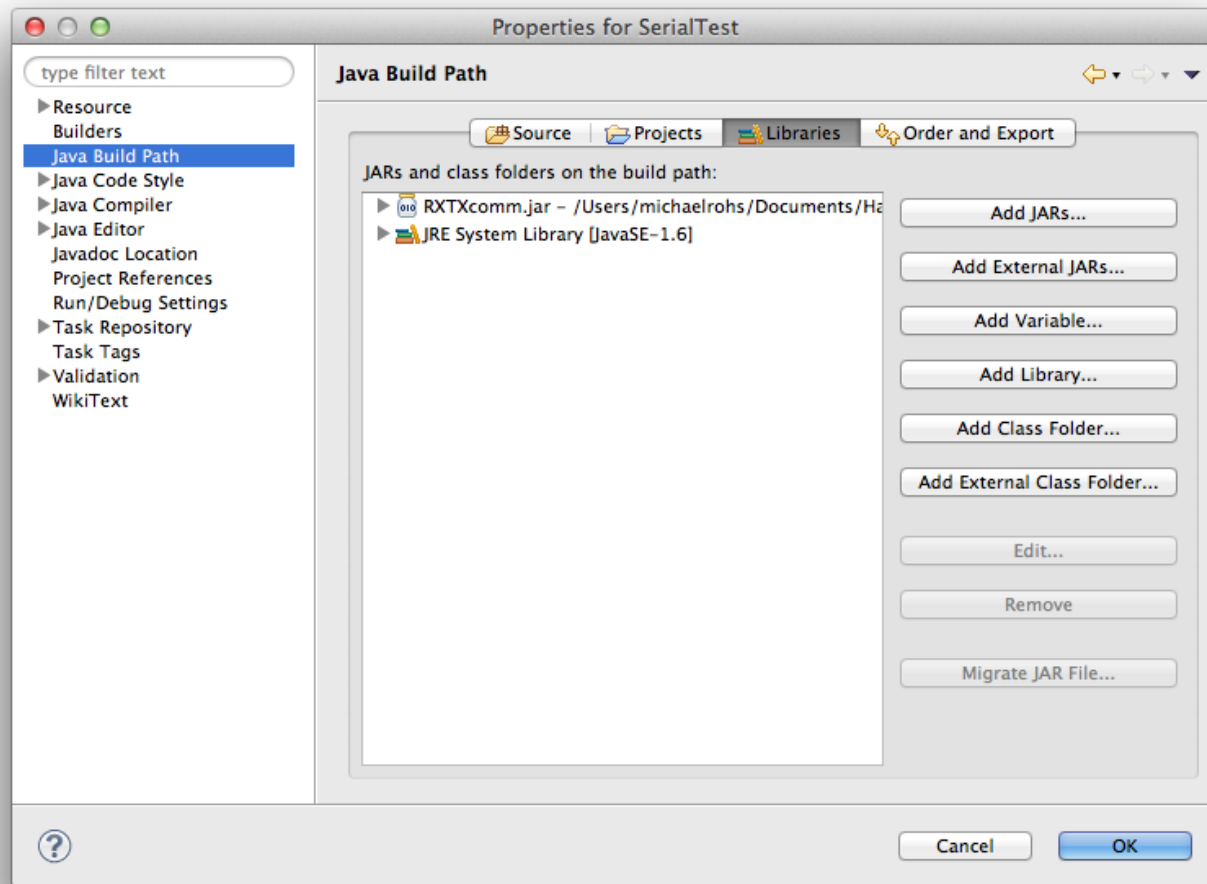 Properties for SerialTest
type filter text
Resource
Builders
Java Build Path
Java Code Style
Java Compiler
Java Editor
Javadoc Location
Project References
Run/Debug Settings
Task Repository
Task Tags
Validation
WikiText
Java Build Path
Source Projects Libraries Order and Export
JARs and class folders on the build path:
RXTXcomm.jar – /Users/michaelrohs/Documents/Ha
JRE System Library [JavaSE-1.6]
Add JARs...
Add External JARs...
Add Variable...
Add Library...
Add Class Folder...
Add External Class Folder...
Edit...
Remove
Migrate JAR File...
? Cancel OK